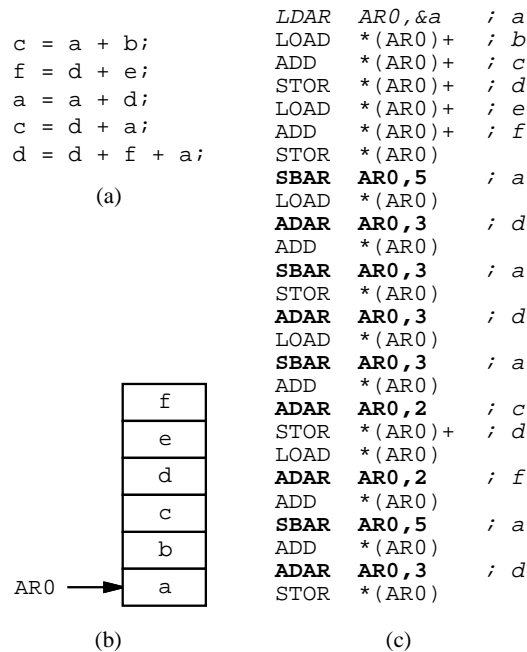 c = a + b;
f = d + e;
a = a + d;
c = d + a;
d = d + f + a;
(a)
f
e
d
c
b
AR0
a
(b)
LDAR AR0,&a ; a
LOAD *(AR0)+ ; b
ADD *(AR0)+ ; c
STOR *(AR0)+ ; d
LOAD *(AR0)+ ; e
ADD *(AR0)+ ; f
STOR *(AR0)
SBAR AR0,5 ; a
LOAD *(AR0)
ADAR AR0,3 ; d
ADD *(AR0)
SBAR AR0,3 ; a
STOR *(AR0)
ADAR AR0,3 ; d
LOAD *(AR0)
SBAR AR0,3 ; a
ADD *(AR0)
ADAR AR0,2 ; c
STOR *(AR0)+ ; d
LOAD *(AR0)
ADAR AR0,2 ; f
ADD *(AR0)
SBAR AR0,5 ; a
ADD *(AR0)
ADAR AR0,3 ; d
STOR *(AR0)
(c)